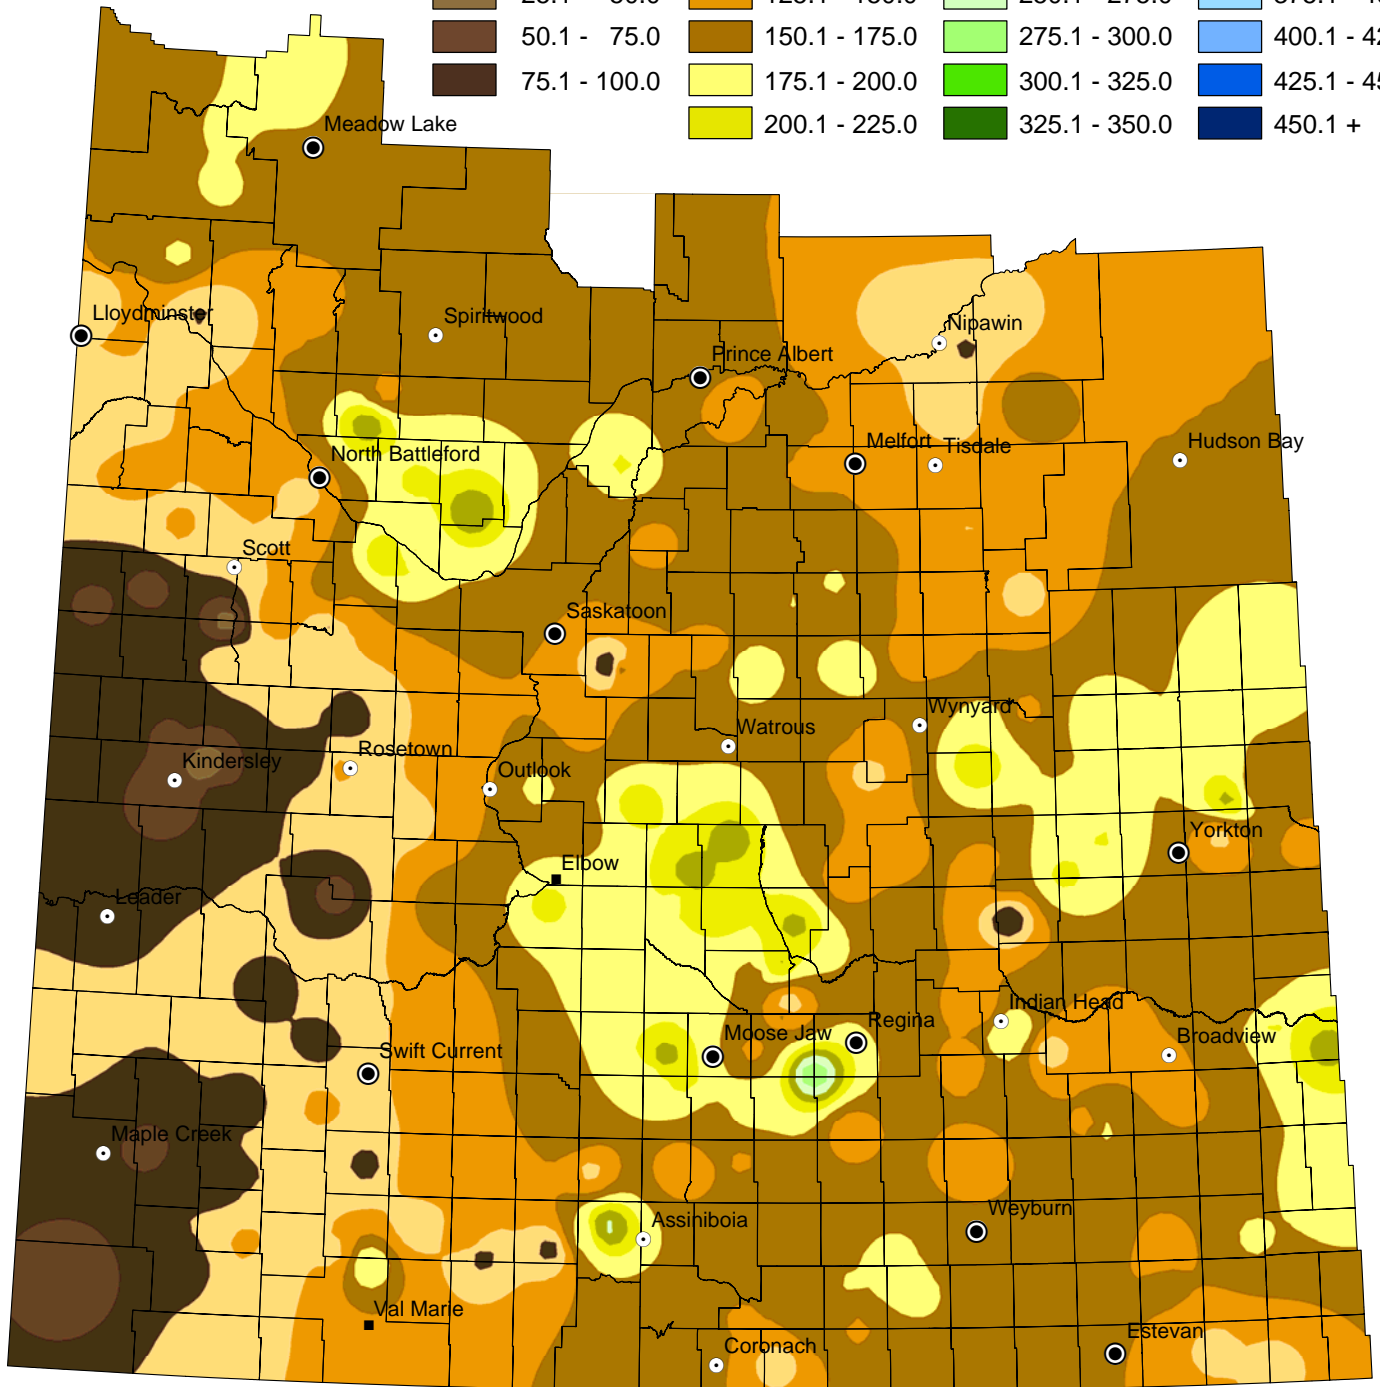 50.1 - 75.0 150.1 - 175.0 275.1 - 300.0
75.1 - 100.0 175.1 - 200.0 300.1 - 325.0
200.1 - 225.0 325.1 - 350.0 450.1 +
Meadow Lake
Lloydminster
Spiritwood
Nipawin
Prince Albert
Melfort
Tisdale
Hudson Bay
North Battleford
Scott
Saskatoon
Wynyard
Watrous
Rosetown
Kindersley
Outlook
Yorkton
Elbow
Leader
Indian Head
Regina
Moose Jaw
Broadview
Swift Current
Maple Creek
Weyburn
Assiniboia
Val Marie
Estevan
Coronach